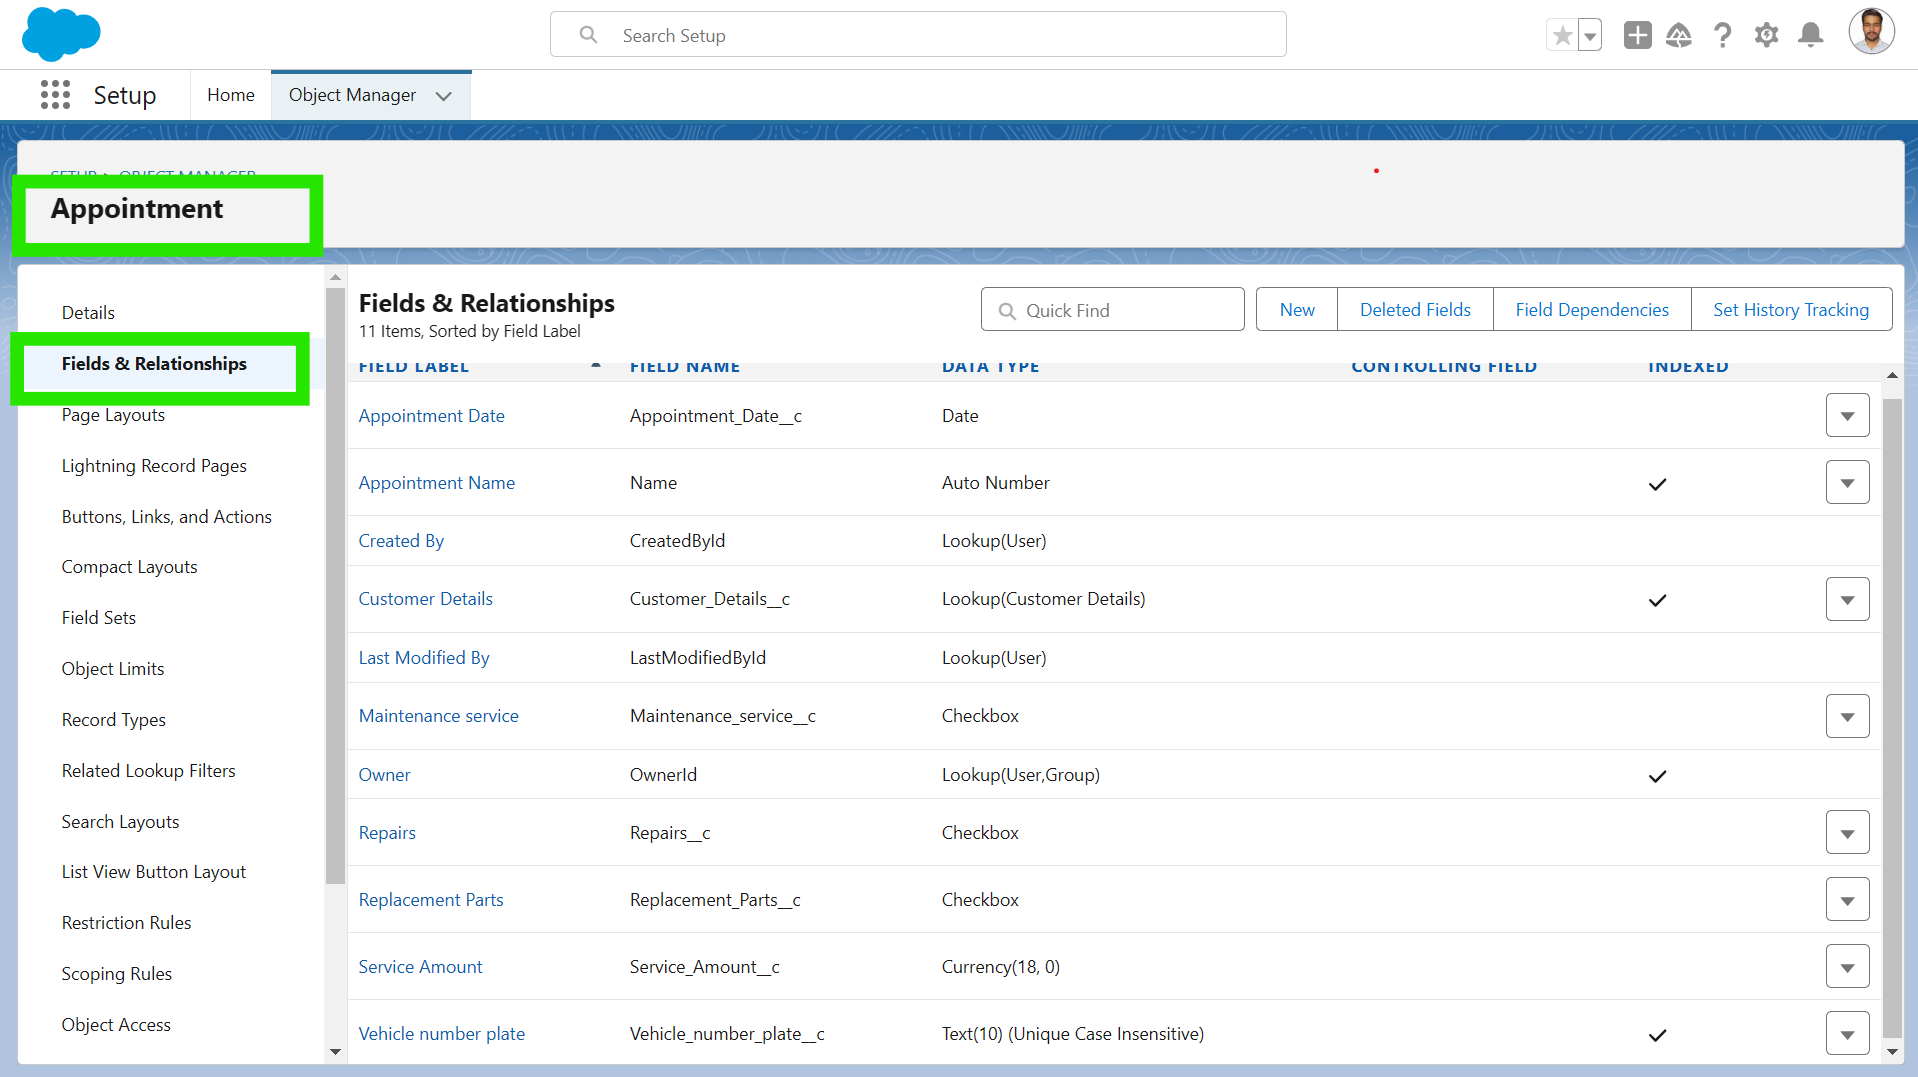 Search Setup
Setup
Home
Object Manager
SETUP > OBJECT MANAGER
Appointment
Details
Fields & Relationships
Page Layouts
Lightning Record Pages
Buttons, Links, and Actions
Compact Layouts
Field Sets
Object Limits
Record Types
Related Lookup Filters
Search Layouts
List View Button Layout
Restriction Rules
Scoping Rules
Object Access
Fields & Relationships
11 Items, Sorted by Field Label
Quick Find
New
Deleted Fields
Field Dependencies
Set History Tracking
FIELD LABEL FIELD NAME DATA TYPE CONTROLLING FIELD INDEXED
Appointment Date Appointment_Date__c Date
Appointment Name Name Auto Number
Created By CreatedById Lookup(User)
Customer Details Customer_Details__c Lookup(Customer Details)
Last Modified By LastModifiedById Lookup(User)
Maintenance service Maintenance_service__c Checkbox
Owner OwnerId Lookup(User,Group)
Repairs Repairs__c Checkbox
Replacement Parts Replacement_Parts__c Checkbox
Service Amount Service_Amount__c Currency(18, 0)
Vehicle number plate Vehicle_number_plate__c Text(10) (Unique Case Insensitive)